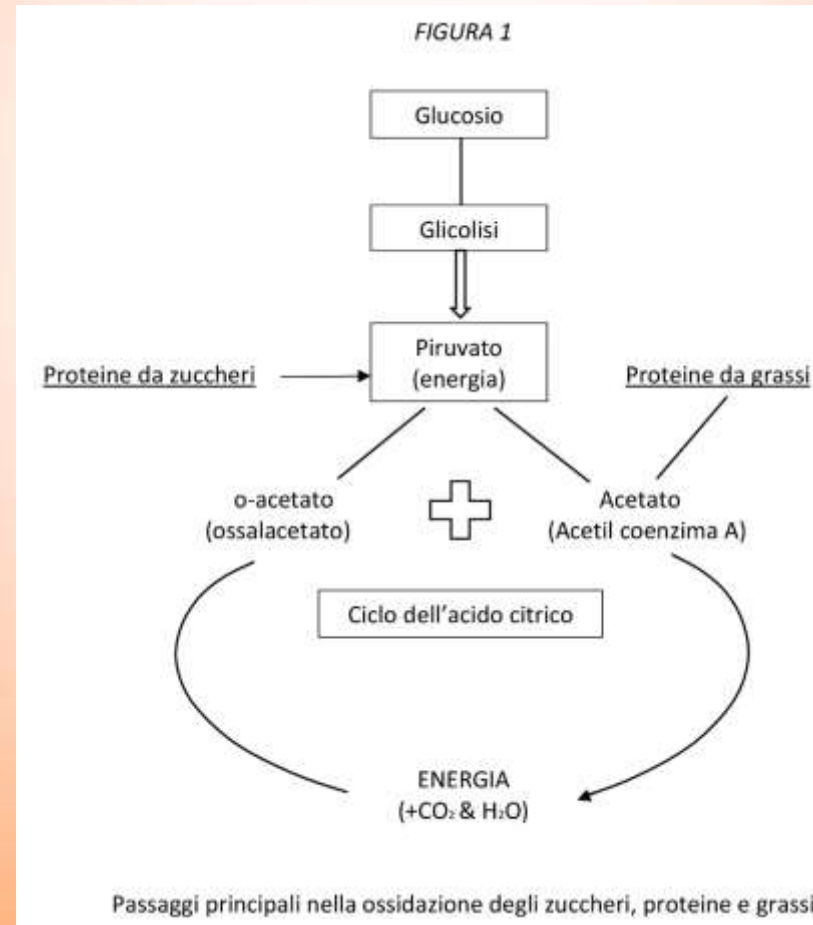 FIGURA 1
Glucosio
Glicolisi
Piruvato
(energia)
Proteine da zuccheri
Proteine da grassi
o-acetato
(ossalacetato)
Acetato
(Acetil coenzima A)
Ciclo dell'acido citrico
ENERGIA
(+CO₂ & H₂O)
Passaggi principali nella ossidazione degli zuccheri, proteine e grassi